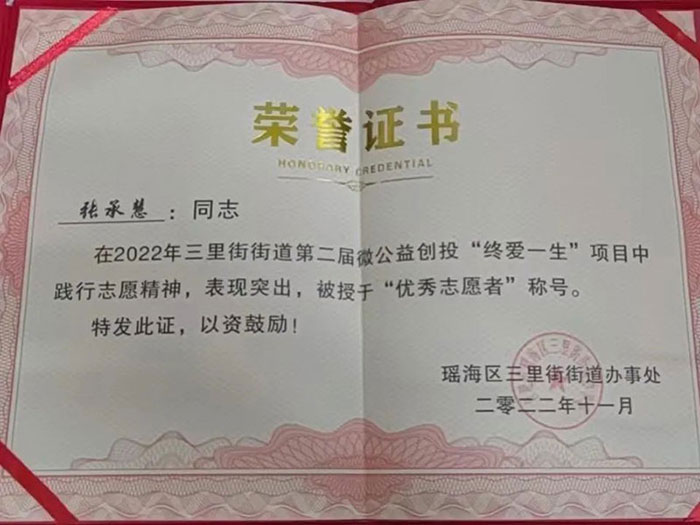 荣誉证书
HONORARY CREDENTIAL
张承慧：同志
在2022年三里街街道第二届微公益创投“终爱一生”项目中
践行志愿精神，表现突出，被授于“优秀志愿者”称号。
特发此证，以资鼓励！
瑶海区三里街街道办事处
二零二二年十一月